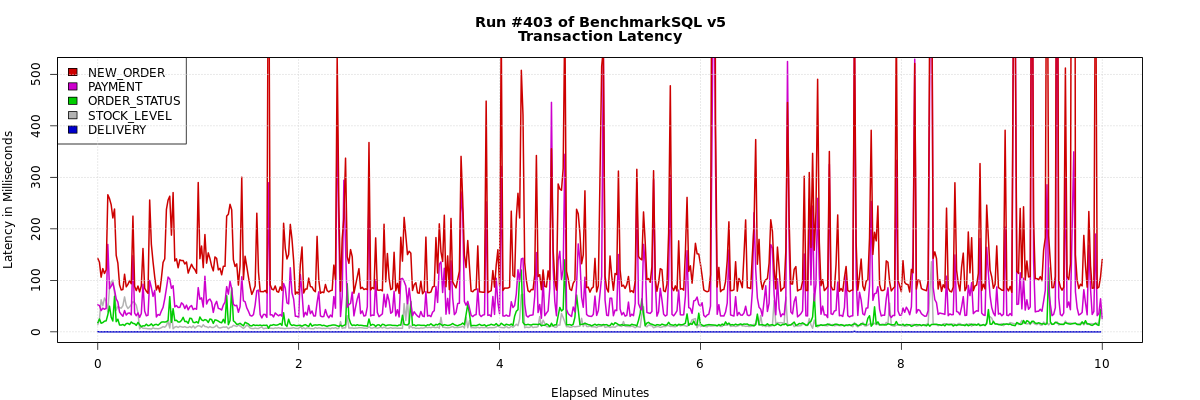 Run #403 of BenchmarkSQL v5
Transaction Latency
NEW_ORDER
PAYMENT
ORDER_STATUS
STOCK_LEVEL
DELIVERY
Latency in Milliseconds
500
400
300
200
100
0
0 2 4 6 8 10
Elapsed Minutes